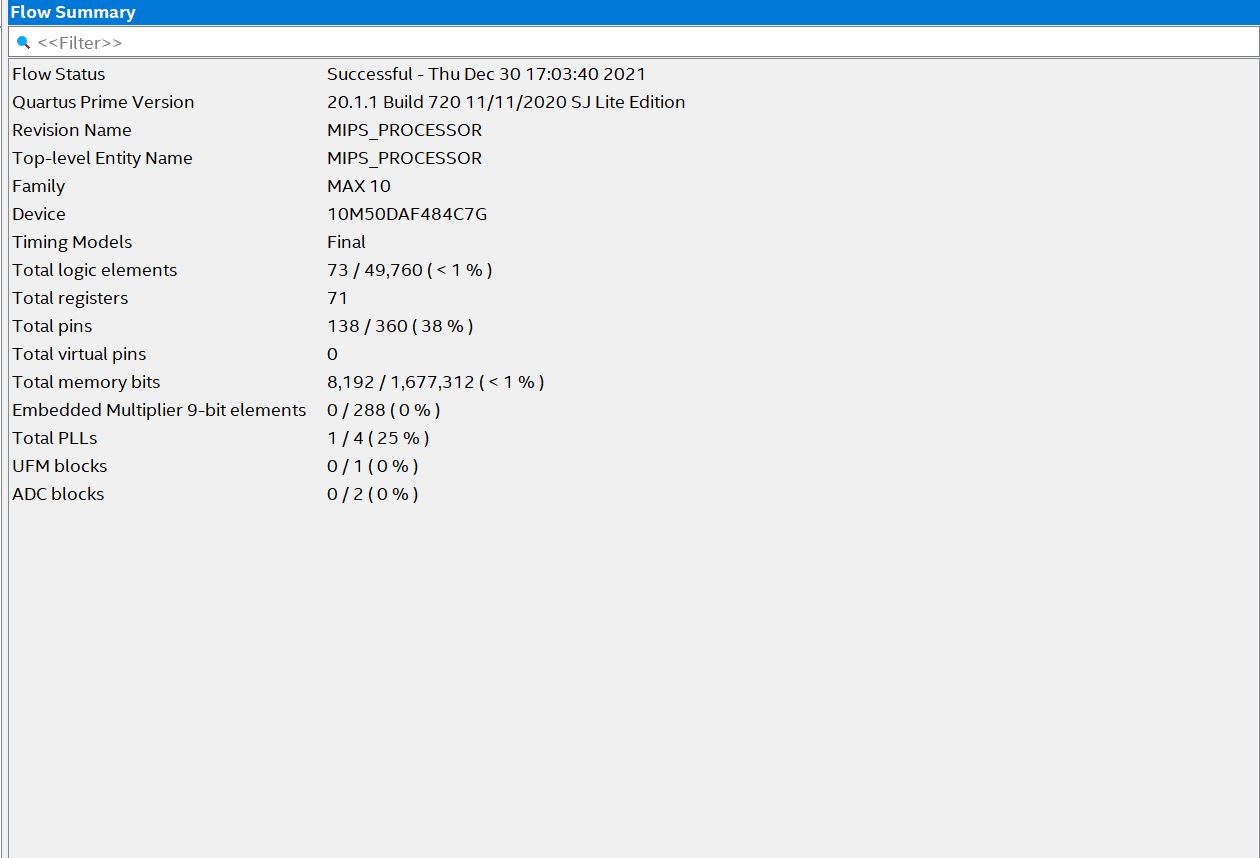 Flow Summary
<<Filter>>
Flow Status Successful - Thu Dec 30 17:03:40 2021
Quartus Prime Version 20.1.1 Build 720 11/11/2020 SJ Lite Edition
Revision Name MIPS_PROCESSOR
Top-level Entity Name MIPS_PROCESSOR
Family MAX 10
Device 10M50DAF484C7G
Timing Models Final
Total logic elements 73 / 49,760 ( < 1 % )
Total registers 71
Total pins 138 / 360 ( 38 % )
Total virtual pins 0
Total memory bits 8,192 / 1,677,312 ( < 1 % )
Embedded Multiplier 9-bit elements 0 / 288 ( 0 % )
Total PLLs 1 / 4 ( 25 % )
UFM blocks 0 / 1 ( 0 % )
ADC blocks 0 / 2 ( 0 % )